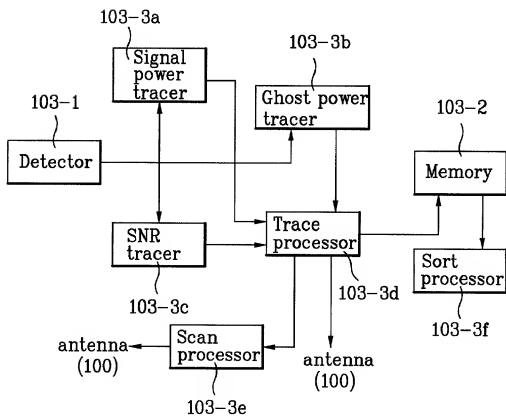 103-3a
Signal
power
tracer
103-3b
Ghost power
tracer
103-1
Detector
103-2
Memory
SNR
tracer
103-3c
Trace
processor
103-3d
Sort
processor
103-3f
antenna
(100)
Scan
processor
103-3e
antenna
(100)